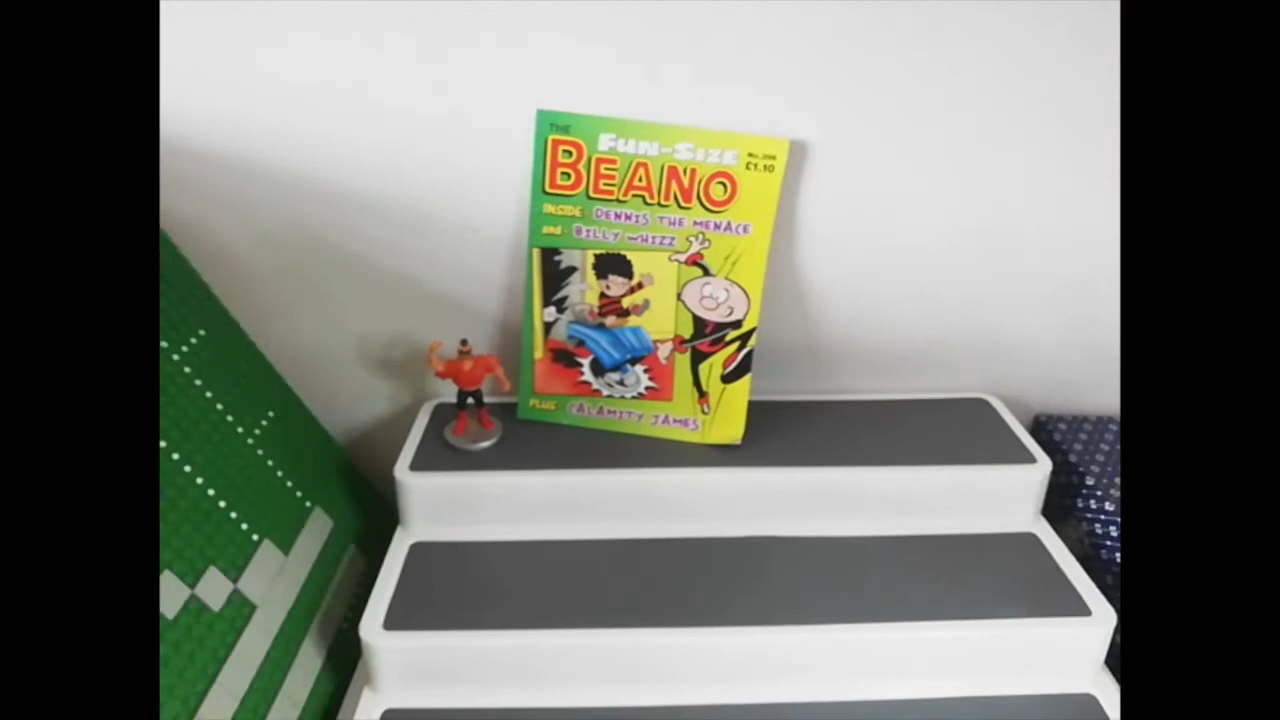 THE
FUN-SIZE
BEANO
£1.10
INSIDE - DENNIS THE MENACE
and - BILLY WHIZZ
PLUS CALAMITY JAMES